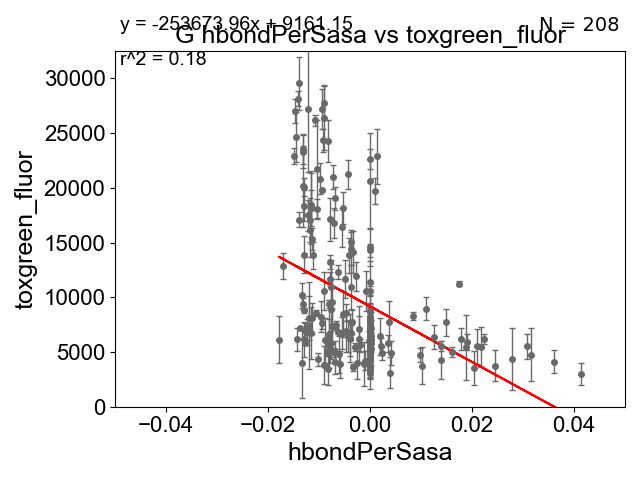 y = -253673.96x + 9161.15
N = 208
G hbondPerSasa vs toxgreen_fluor
r^2 = 0.18
30000
25000
20000
15000
10000
5000
0
toxgreen_fluor
−0.04
−0.02
0.00
0.02
0.04
hbondPerSasa